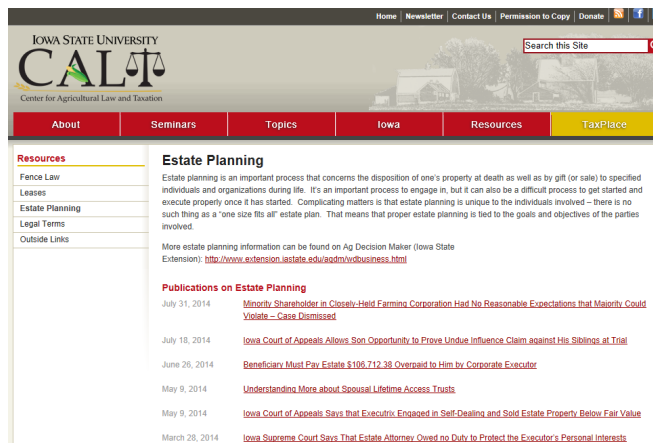 Home Newsletter Contact Us Permission to Copy Donate
IOWA STATE UNIVERSITY
CALT
Center for Agricultural Law and Taxation
Search this Site
About Seminars Topics Iowa Resources TaxPlace
Resources
Fence Law
Leases
Estate Planning
Legal Terms
Outside Links
Estate Planning
Estate planning is an important process that concerns the disposition of one's property at death as well as by gift (or sale) to specified
individuals and organizations during life. It's an important process to engage in, but it can also be a difficult process to get started and
execute properly once it has started. Complicating matters is that estate planning is unique to the individuals involved – there is no
such thing as a "one size fits all" estate plan. That means that proper estate planning is tied to the goals and objectives of the parties
involved.
More estate planning information can be found on Ag Decision Maker (Iowa State
Extension): http://www.extension.iastate.edu/agdm/wdbusiness.html
Publications on Estate Planning
July 31, 2014 Minority Shareholder in Closely-Held Farming Corporation Had No Reasonable Expectations that Majority Could
Violate – Case Dismissed
July 18, 2014 Iowa Court of Appeals Allows Son Opportunity to Prove Undue Influence Claim against His Siblings at Trial
June 26, 2014 Beneficiary Must Pay Estate $106,712.38 Overpaid to Him by Corporate Executor
May 9, 2014 Understanding More about Spousal Lifetime Access Trusts
May 9, 2014 Iowa Court of Appeals Says that Executrix Engaged in Self-Dealing and Sold Estate Property Below Fair Value
March 28, 2014 Iowa Supreme Court Says That Estate Attorney Owed no Duty to Protect the Executor's Personal Interests